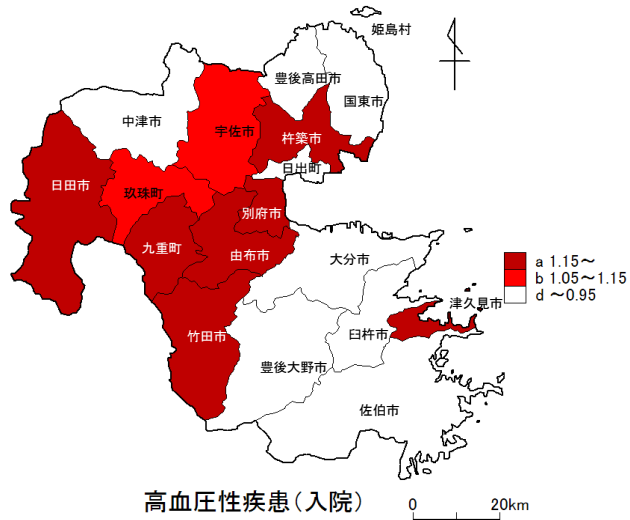 姫島村
豊後高田市
国東市
中津市
宇佐市
杵築市
日出町
日田市
玖珠町
別府市
九重町
由布市
大分市
a 1.15～
b 1.05～1.15
d ～0.95
津久見市
竹田市
臼杵市
豊後大野市
佐伯市
高血圧性疾患（入院）
0 20km